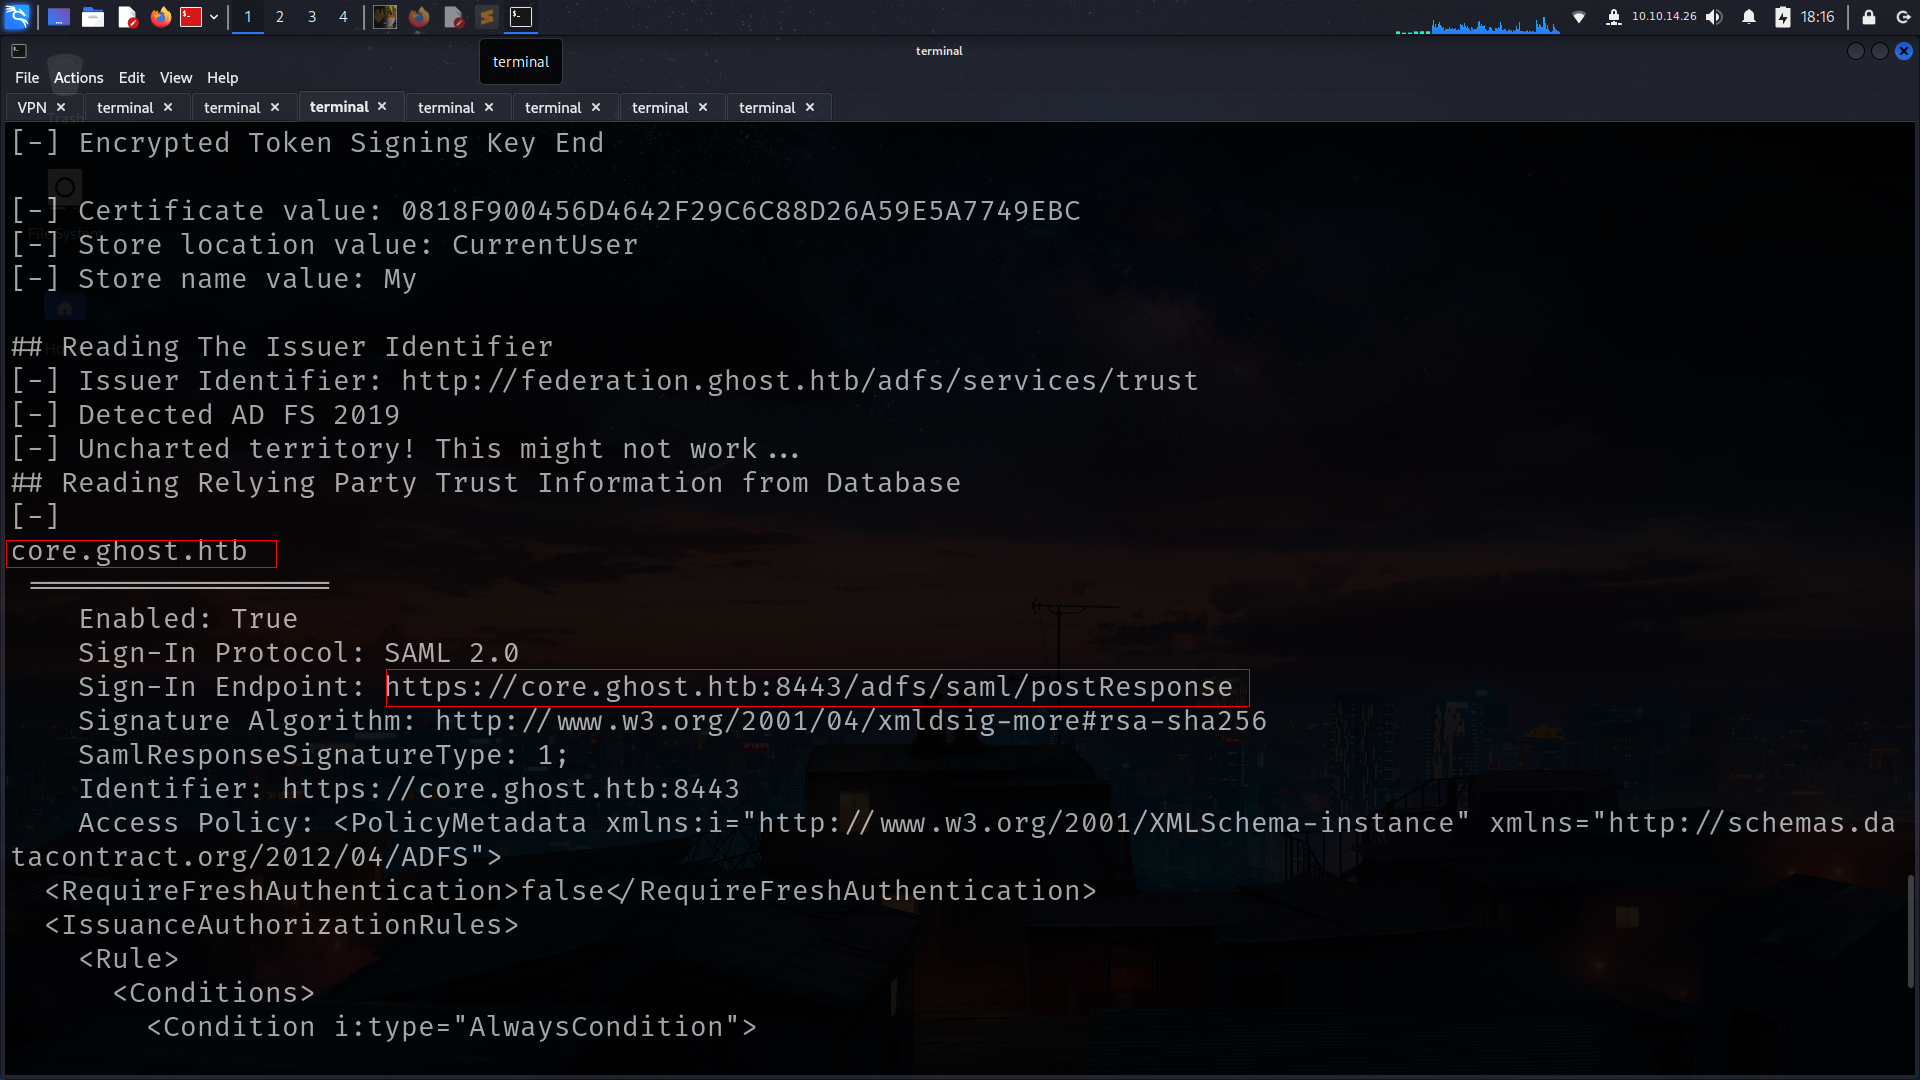 1 2 3 4
10.10.14.26
18:16
terminal
terminal
File Actions Edit View Help
VPN × terminal × terminal × terminal × terminal × terminal × terminal × terminal ×
Trash
[-] Encrypted Token Signing Key End
[-] Certificate value: 0818F900456D4642F29C6C88D26A59E5A7749EBC
File System
[-] Store location value: CurrentUser
[-] Store name value: My
## Reading The Issuer Identifier
[-] Issuer Identifier: http://federation.ghost.htb/adfs/services/trust
[-] Detected AD FS 2019
[-] Uncharted territory! This might not work...
## Reading Relying Party Trust Information from Database
[-]
core.ghost.htb
==================
Enabled: True
Sign-In Protocol: SAML 2.0
Sign-In Endpoint: https://core.ghost.htb:8443/adfs/saml/postResponse
Signature Algorithm: http://www.w3.org/2001/04/xmldsig-more#rsa-sha256
SamlResponseSignatureType: 1;
Identifier: https://core.ghost.htb:8443
Access Policy: <PolicyMetadata xmlns:i="http://www.w3.org/2001/XMLSchema-instance" xmlns="http://schemas.da
tacontract.org/2012/04/ADFS">
<RequireFreshAuthentication>false</RequireFreshAuthentication>
<IssuanceAuthorizationRules>
<Rule>
<Conditions>
<Condition i:type="AlwaysCondition">